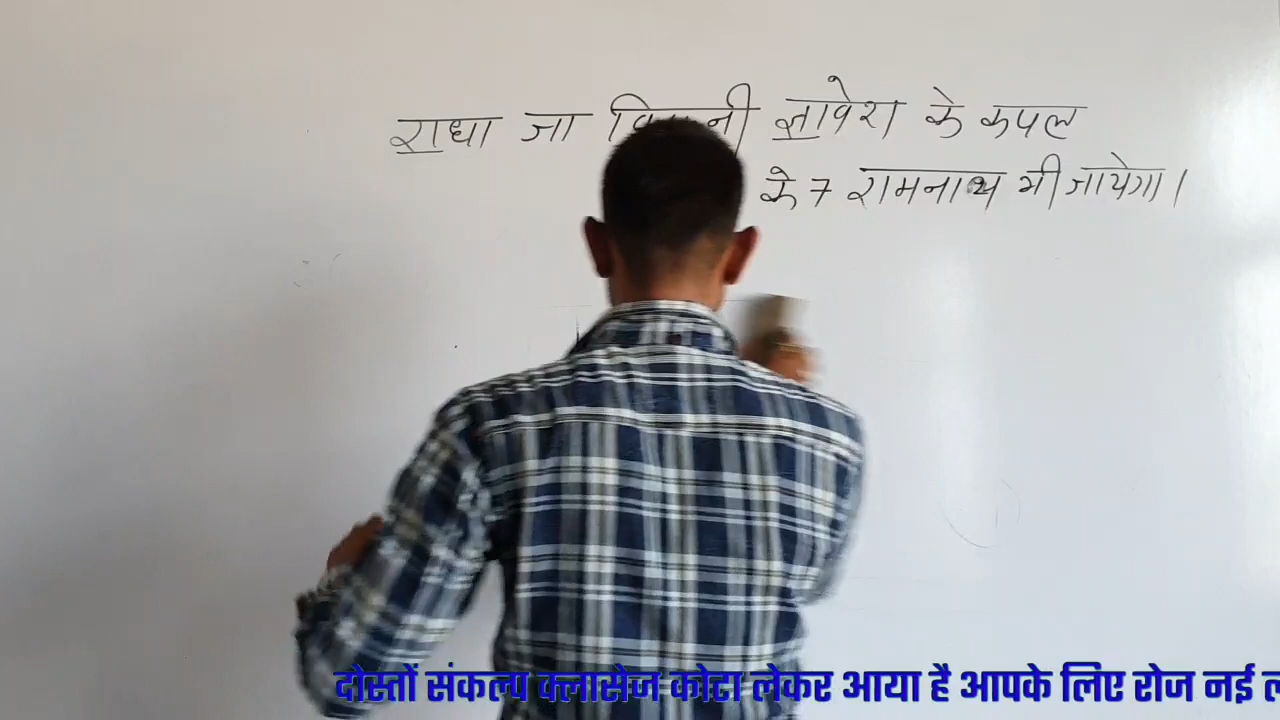 राधा जा सावेरा के कपल
के 7 रामनाथ भी जायेगा।
दोस्तों संकल्प क्लासेज कोटा लेकर आया है आपके लिए रोज नई